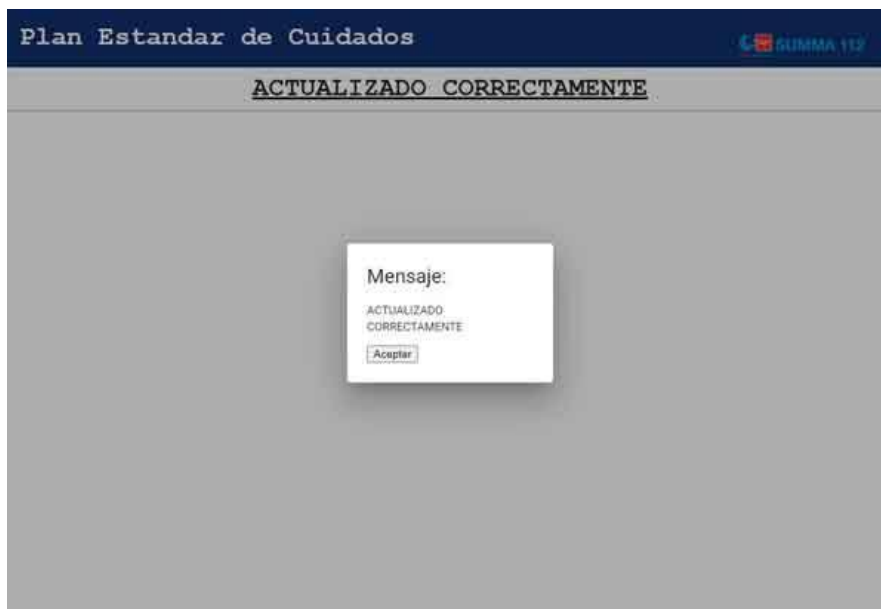 Plan Estandar de Cuidados
SUMMA 112
ACTUALIZADO CORRECTAMENTE
Mensaje:
ACTUALIZADO
CORRECTAMENTE
Aceptar